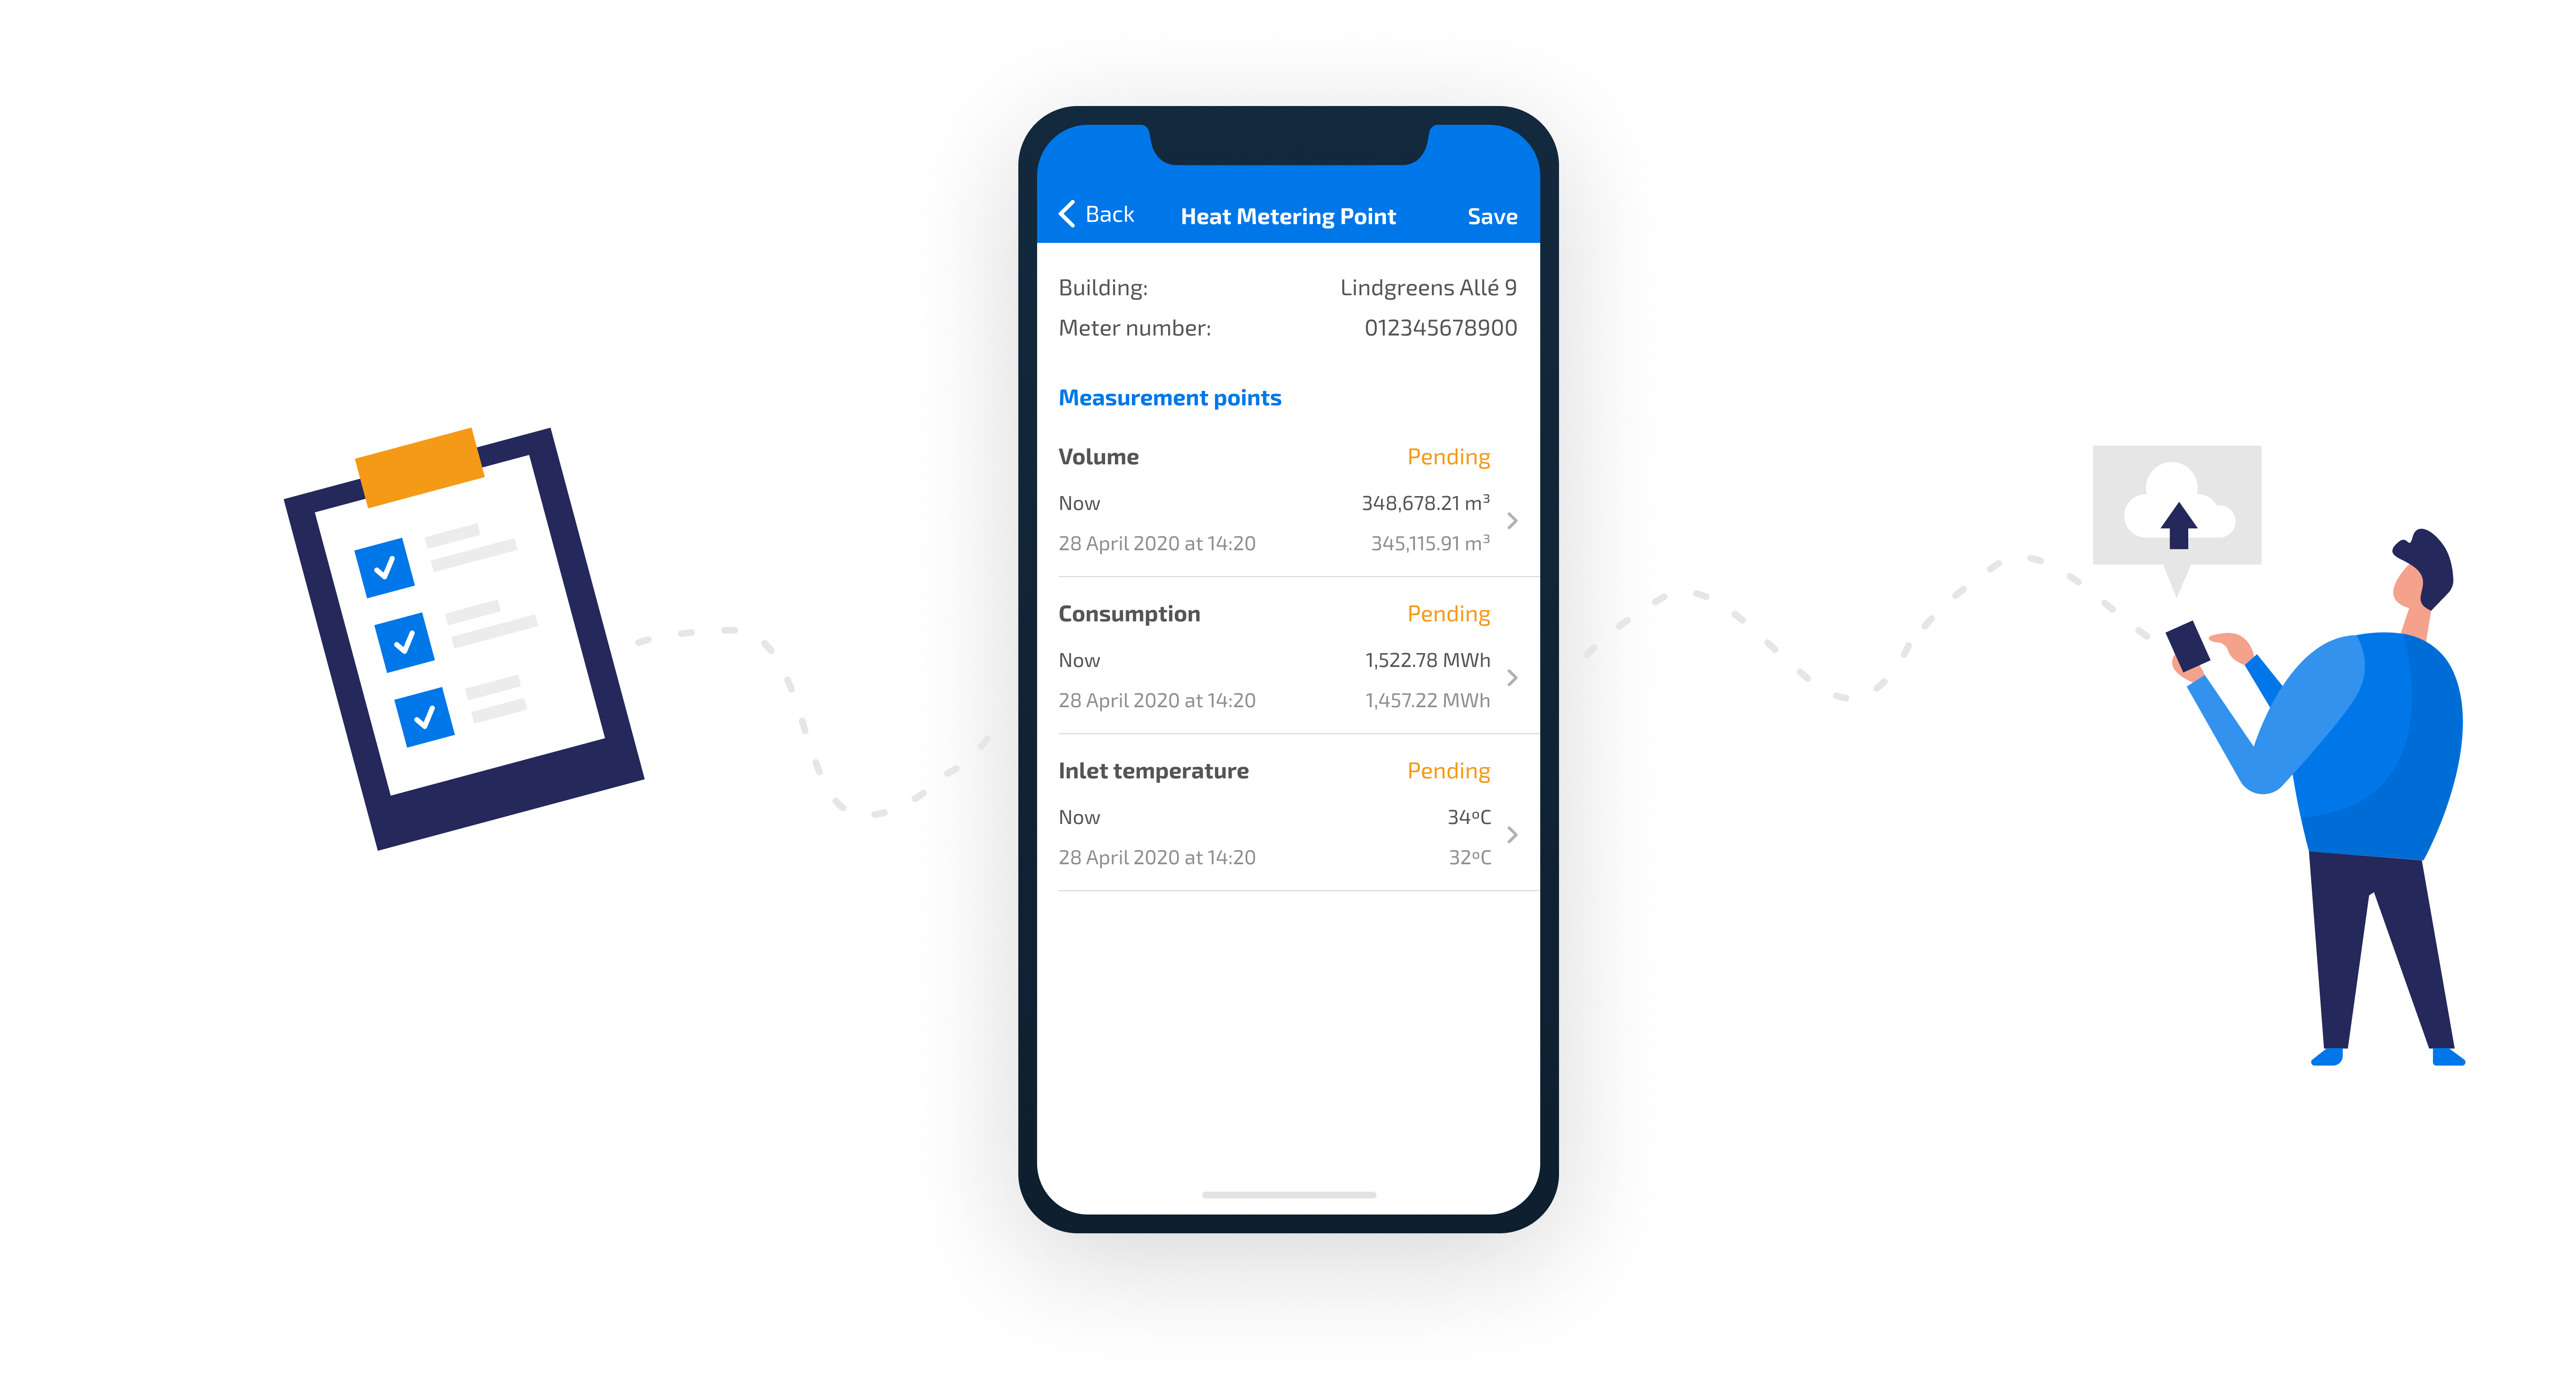 Back Heat Metering Point Save
Building: Lindgreens Allé 9
Meter number: 012345678900
Measurement points
Volume Pending
Now 348,678.21 m³
28 April 2020 at 14:20 345,115.91 m³
Consumption Pending
Now 1,522.78 MWh
28 April 2020 at 14:20 1,457.22 MWh
Inlet temperature Pending
Now 34ºC
28 April 2020 at 14:20 32ºC